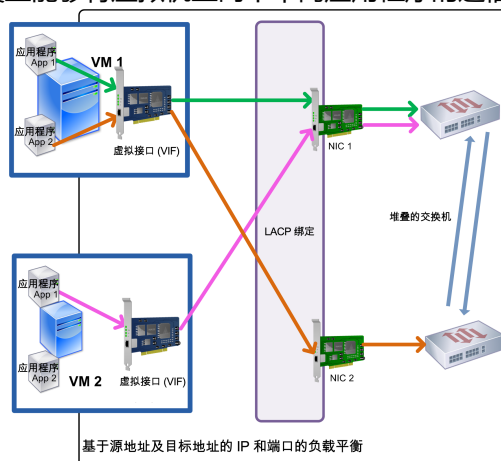 应用程序
App 1
VM 1
应用程序
App 2
虚拟接口 (VIF)
NIC 1
堆叠的交换机
LACP 绑定
应用程序
App 1
应用程序
App 2
VM 2
虚拟接口 (VIF)
NIC 2
基于源地址及目标地址的 IP 和端口的负载平衡